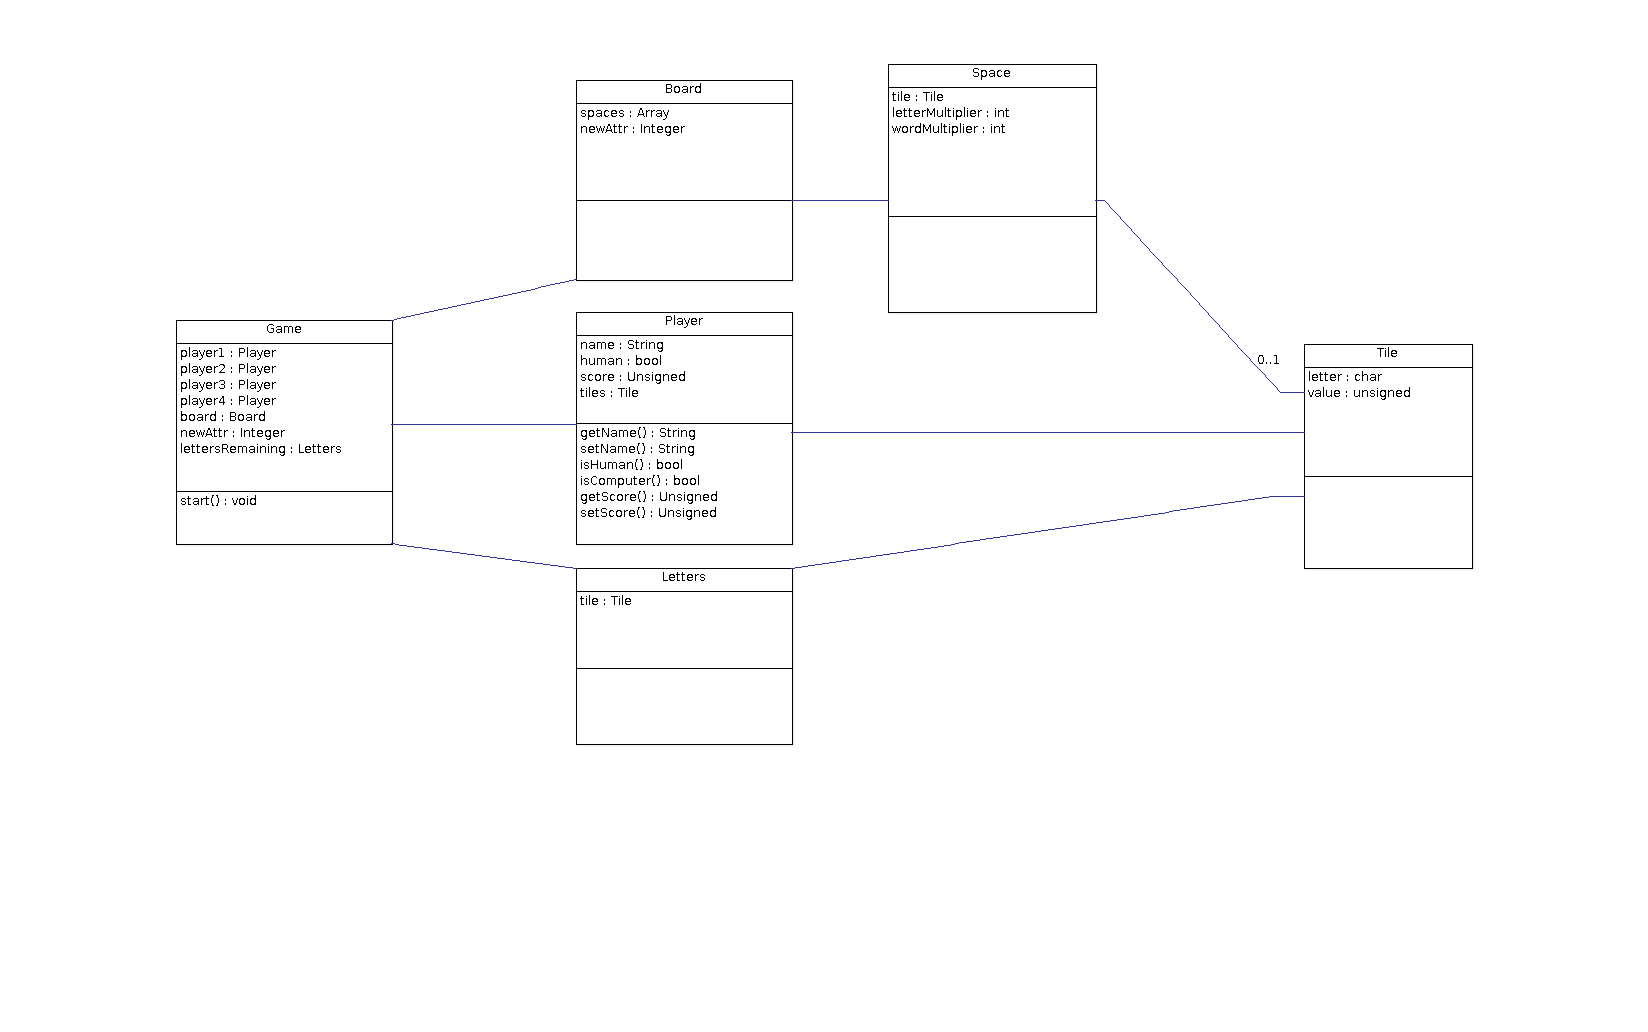 Board
spaces : Array
newAttr : Integer
Space
tile : Tile
letterMultiplier : int
wordMultiplier : int
Game
player1 : Player
player2 : Player
player3 : Player
player4 : Player
board : Board
newAttr : Integer
lettersRemaining : Letters
start() : void
Player
name : String
human : bool
score : Unsigned
tiles : Tile
getName() : String
setName() : String
isHuman() : bool
isComputer() : bool
getScore() : Unsigned
setScore() : Unsigned
0..1
Tile
letter : char
value : unsigned
Letters
tile : Tile